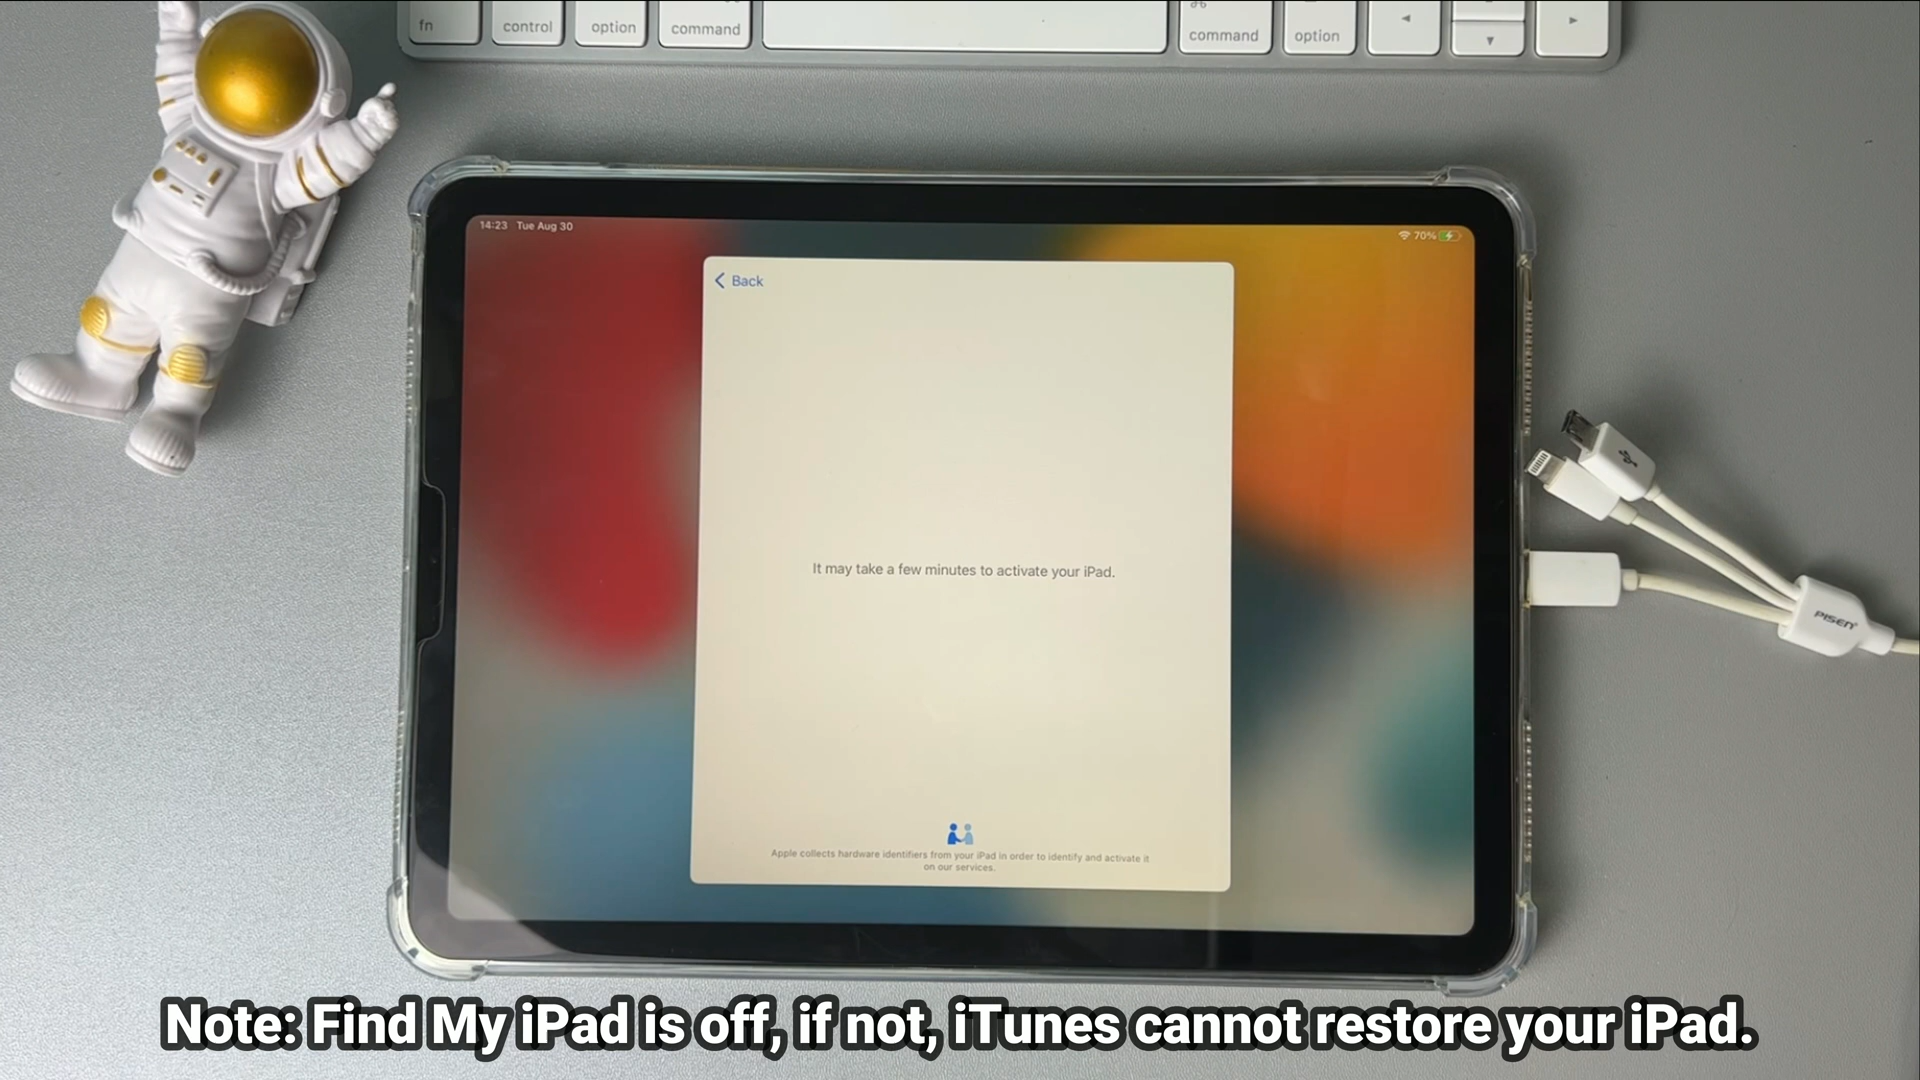 fn
control
option
command
command
option
14:23 Tue Aug 30
70%
Back
It may take a few minutes to activate your iPad.
Apple collects hardware identifiers from your iPad in order to identify and activate it
on our services.
PISEN
Note: Find My iPad is off, if not, iTunes cannot restore your iPad.